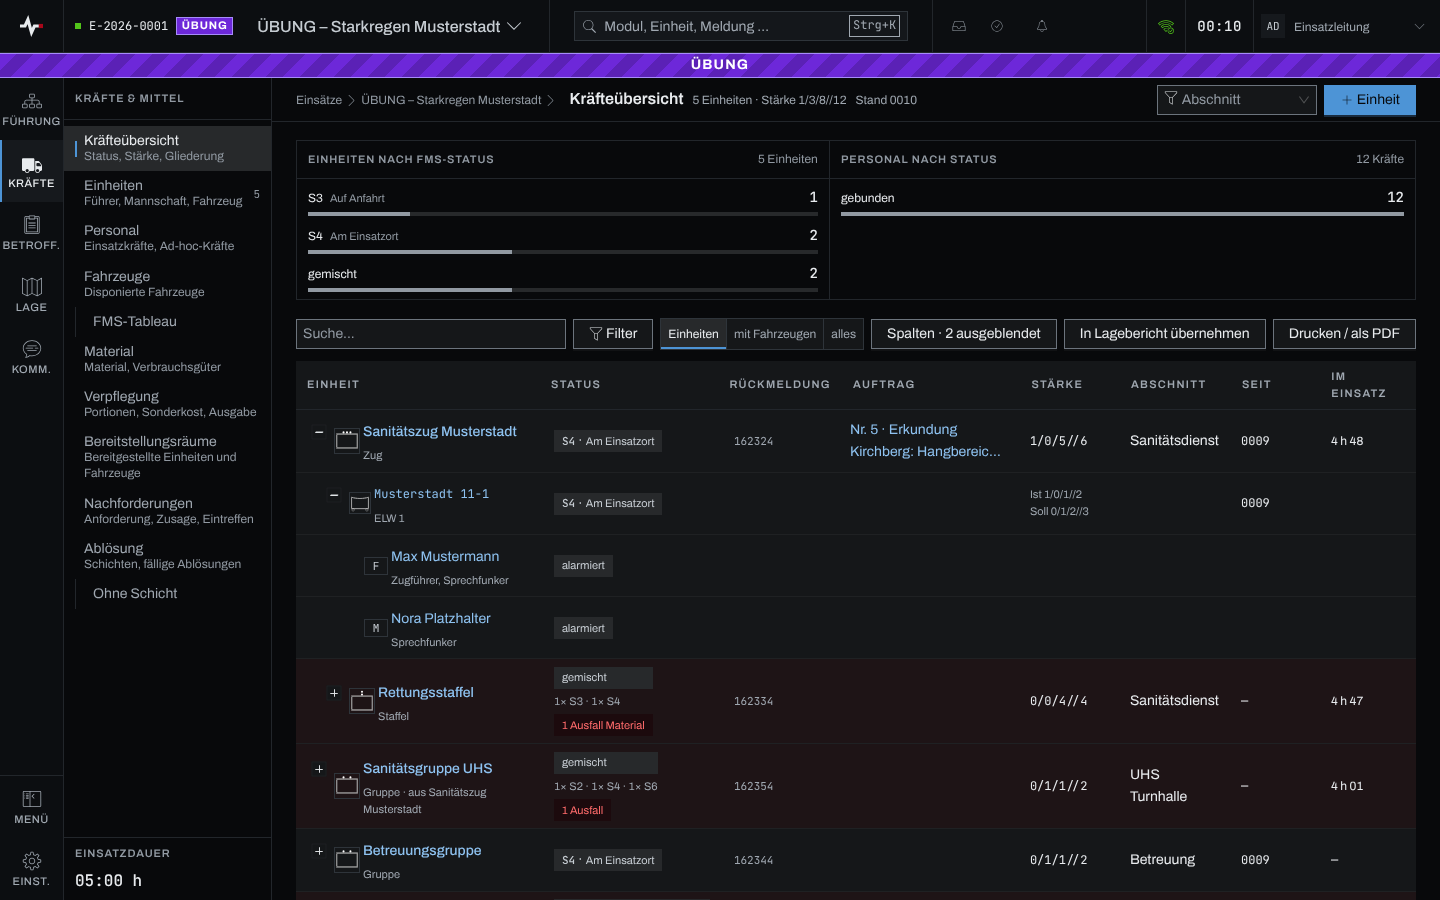 E-2026-0001 ÜBUNG ÜBUNG – Starkregen Musterstadt
Modul, Einheit, Meldung ... Strg+K
00:10 AD Einsatzleitung
ÜBUNG
FÜHRUNG
KRÄFTE
BETROFF.
LAGE
KOMM.
MENÜ
EINST.
KRÄFTE & MITTEL
Kräfteübersicht
Status, Stärke, Gliederung
Einheiten
Führer, Mannschaft, Fahrzeug 5
Personal
Einsatzkräfte, Ad-hoc-Kräfte
Fahrzeuge
Disponierte Fahrzeuge
FMS-Tableau
Material
Material, Verbrauchsgüter
Verpflegung
Portionen, Sonderkost, Ausgabe
Bereitstellungsräume
Bereitgestellte Einheiten und
Fahrzeuge
Nachforderungen
Anforderung, Zusage, Eintreffen
Ablösung
Schichten, fällige Ablösungen
Ohne Schicht
EINSATZDAUER
05:00 h
Einsätze ÜBUNG – Starkregen Musterstadt Kräfteübersicht 5 Einheiten · Stärke 1/3/8//12 Stand 0010
Abschnitt + Einheit
EINHEITEN NACH FMS-STATUS 5 Einheiten
S3 Auf Anfahrt 1
S4 Am Einsatzort 2
gemischt 2
PERSONAL NACH STATUS 12 Kräfte
gebunden 12
Suche... Filter Einheiten mit Fahrzeugen alles Spalten · 2 ausgeblendet In Lagebericht übernehmen Drucken / als PDF
EINHEIT STATUS RÜCKMELDUNG AUFTRAG STÄRKE ABSCHNITT SEIT IM
EINSATZ
Sanitätszug Musterstadt
Zug
S4 · Am Einsatzort 162324
Nr. 5 · Erkundung
Kirchberg: Hangbereic...
1/0/5//6 Sanitätsdienst 0009 4 h 48
Musterstadt 11-1
ELW 1
S4 · Am Einsatzort
Ist 1/0/1//2
Soll 0/1/2//3
0009
F Max Mustermann
Zugführer, Sprechfunker
alarmiert
M Nora Platzhalter
Sprechfunker
alarmiert
Rettungsstaffel
Staffel
gemischt
1× S3 · 1× S4
1 Ausfall Material
162334 0/0/4//4 Sanitätsdienst – 4 h 47
Sanitätsgruppe UHS
Gruppe · aus Sanitätszug
Musterstadt
gemischt
1× S2 · 1× S4 · 1× S6
1 Ausfall
162354 0/1/1//2
UHS
Turnhalle
– 4 h 01
Betreuungsgruppe
Gruppe
S4 · Am Einsatzort 162344 0/1/1//2 Betreuung 0009 –